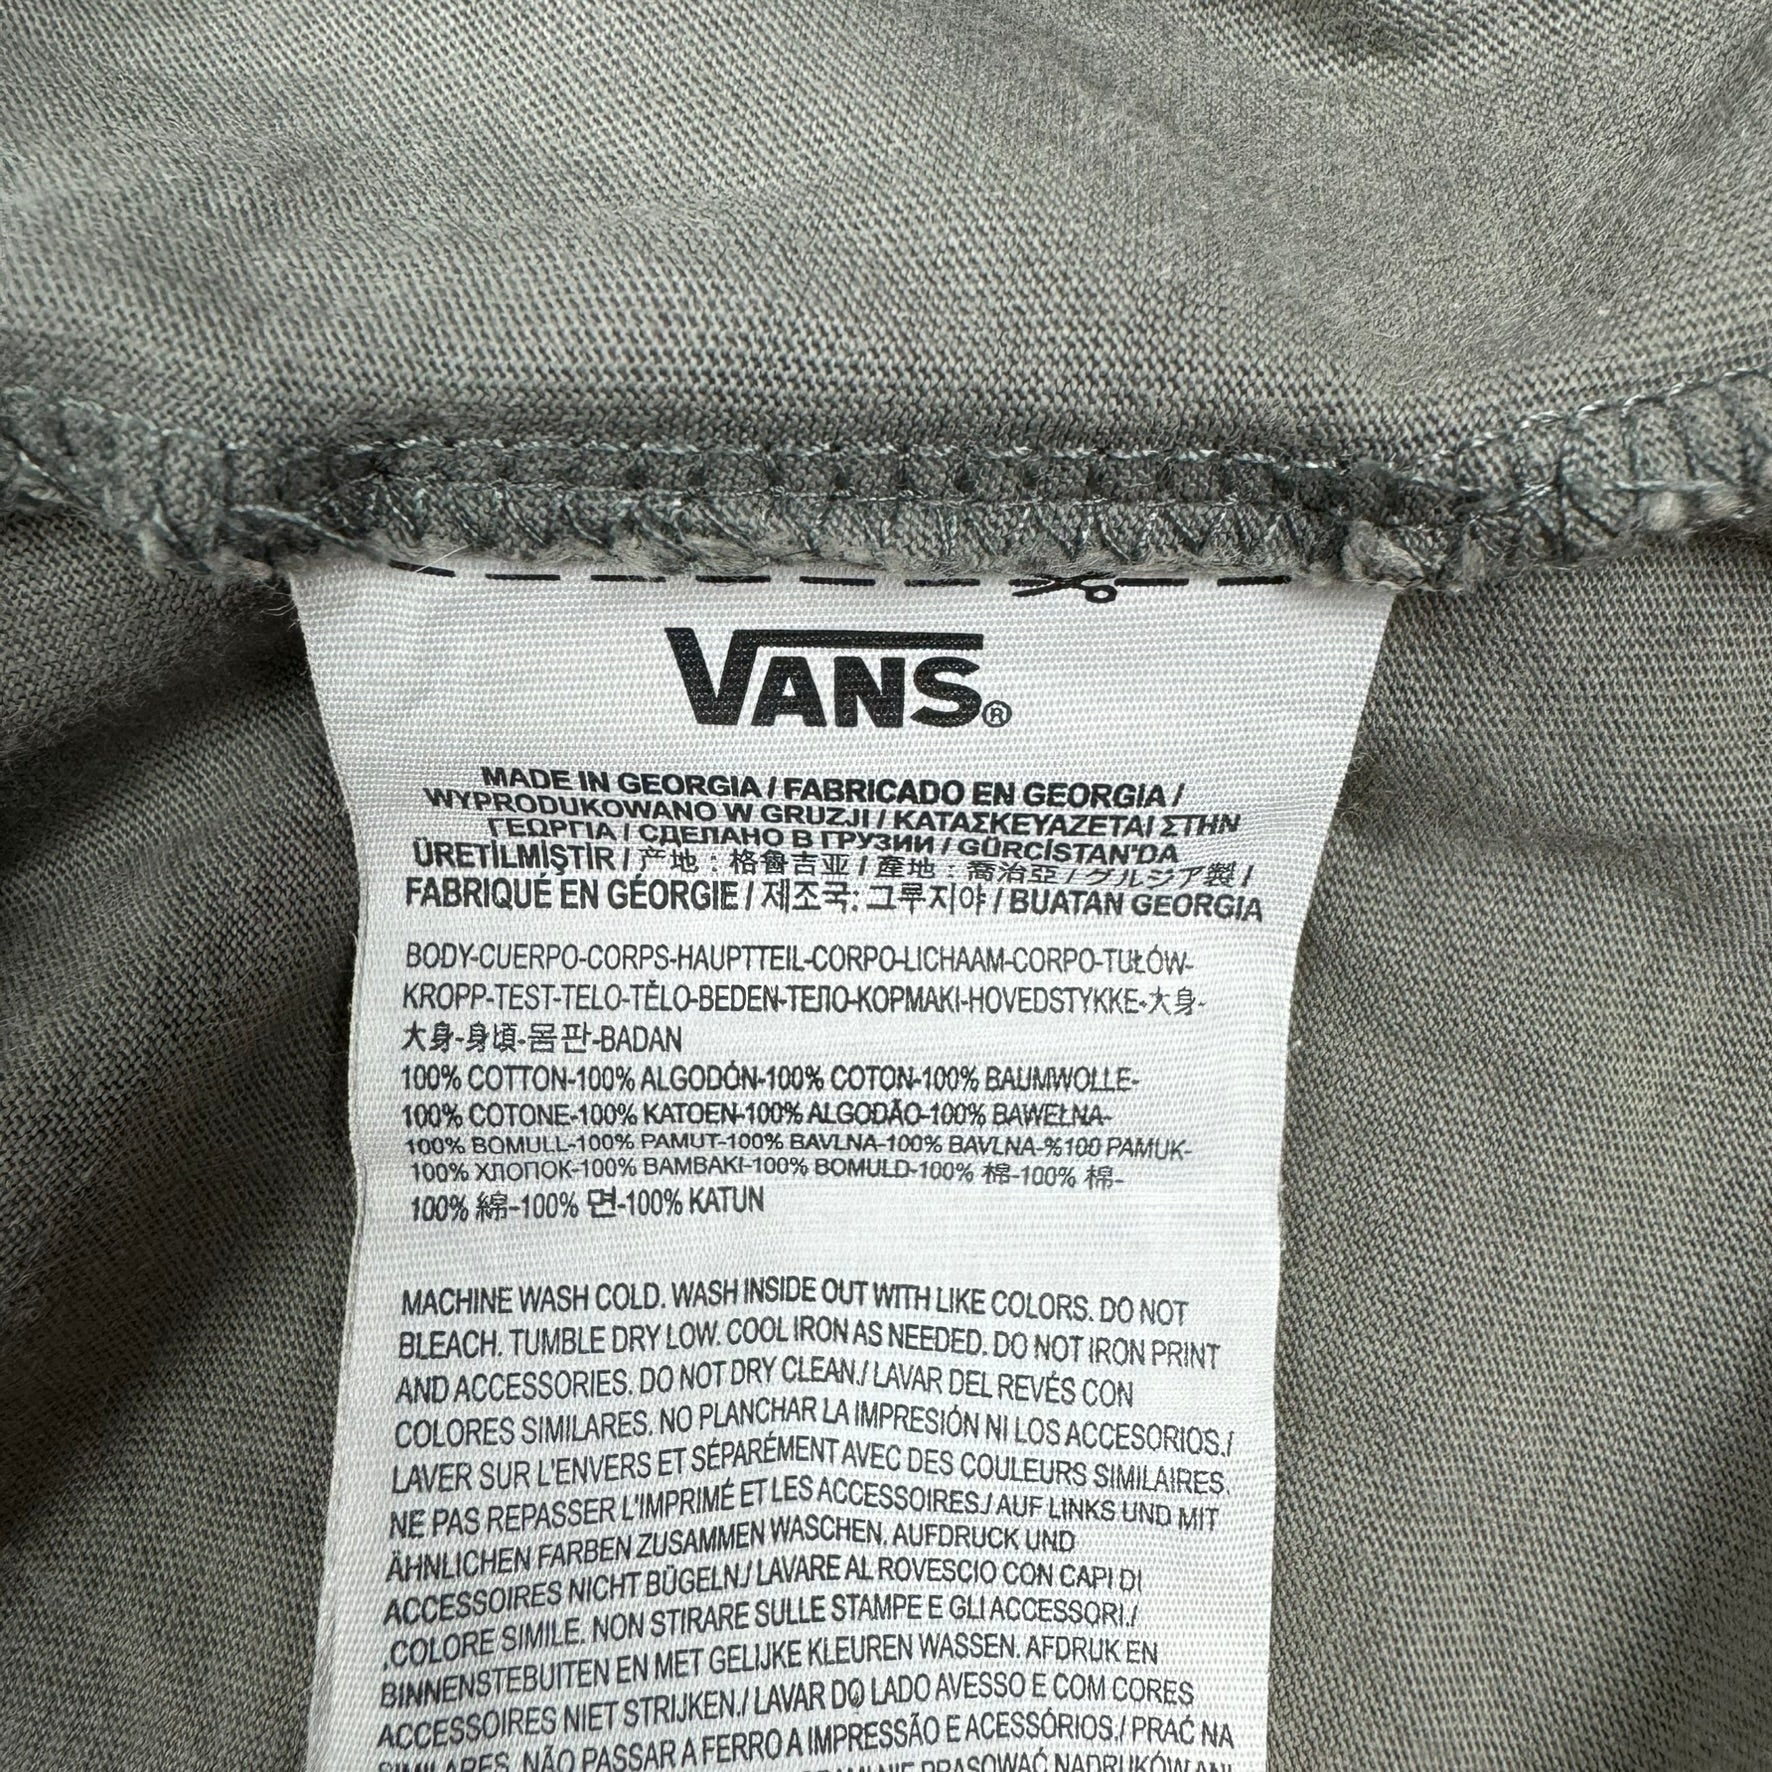 VANS®
MADE IN GEORGIA / FABRICADO EN GEORGIA /
WYPRODUKOWANO W GRUZJI / ΚΑΤΑΣΚΕΥΑΖΕΤΑΙ ΣΤΗΝ
ΓΕΩΡΓΙΑ / СДЕЛАНО В ГРУЗИИ / GÜRCİSTAN'DA
ÜRETİLMİŞTİR / 产地：格鲁吉亚 / 產地：喬治亞 / グルジア製 /
FABRIQUÉ EN GÉORGIE / 제조국: 그루지야 / BUATAN GEORGIA
BODY-CUERPO-CORPS-HAUPTTEIL-CORPO-LICHAAM-CORPO-TUŁÓW-
KROPP-TEST-TELO-TĚLO-BEDEN-ТЕЛО-ΚΟΡΜΑΚΙ-HOVEDSTYKKE-大身-
大身-身頃-몸판-BADAN
100% COTTON-100% ALGODÓN-100% COTON-100% BAUMWOLLE-
100% COTONE-100% KATOEN-100% ALGODÃO-100% BAWEŁNA-
100% BOMULL-100% PAMUT-100% BAVLNA-100% BAVLNA-%100 PAMUK-
100% ХЛОПОК-100% ΒΑΜΒΑΚΙ-100% BOMULD-100% 棉-100% 棉-
100% 綿-100% 면-100% KATUN
MACHINE WASH COLD. WASH INSIDE OUT WITH LIKE COLORS. DO NOT
BLEACH. TUMBLE DRY LOW. COOL IRON AS NEEDED. DO NOT IRON PRINT
AND ACCESSORIES. DO NOT DRY CLEAN./ LAVAR DEL REVÉS CON
COLORES SIMILARES. NO PLANCHAR LA IMPRESIÓN NI LOS ACCESORIOS./
LAVER SUR L'ENVERS ET SÉPARÉMENT AVEC DES COULEURS SIMILAIRES.
NE PAS REPASSER L'IMPRIMÉ ET LES ACCESSOIRES./ AUF LINKS UND MIT
ÄHNLICHEN FARBEN ZUSAMMEN WASCHEN. AUFDRUCK UND
ACCESSOIRES NICHT BÜGELN./ LAVARE AL ROVESCIO CON CAPI DI
COLORE SIMILE. NON STIRARE SULLE STAMPE E GLI ACCESSORI./
BINNENSTEBUITEN EN MET GELIJKE KLEUREN WASSEN. AFDRUK EN
ACCESSOIRES NIET STRIJKEN./ LAVAR DO LADO AVESSO E COM CORES
SIMILARES. NÃO PASSAR A FERRO A IMPRESSÃO E ACESSÓRIOS./ PRAĆ NA
NIE PRASOWAĆ NADRUKÓW ANI